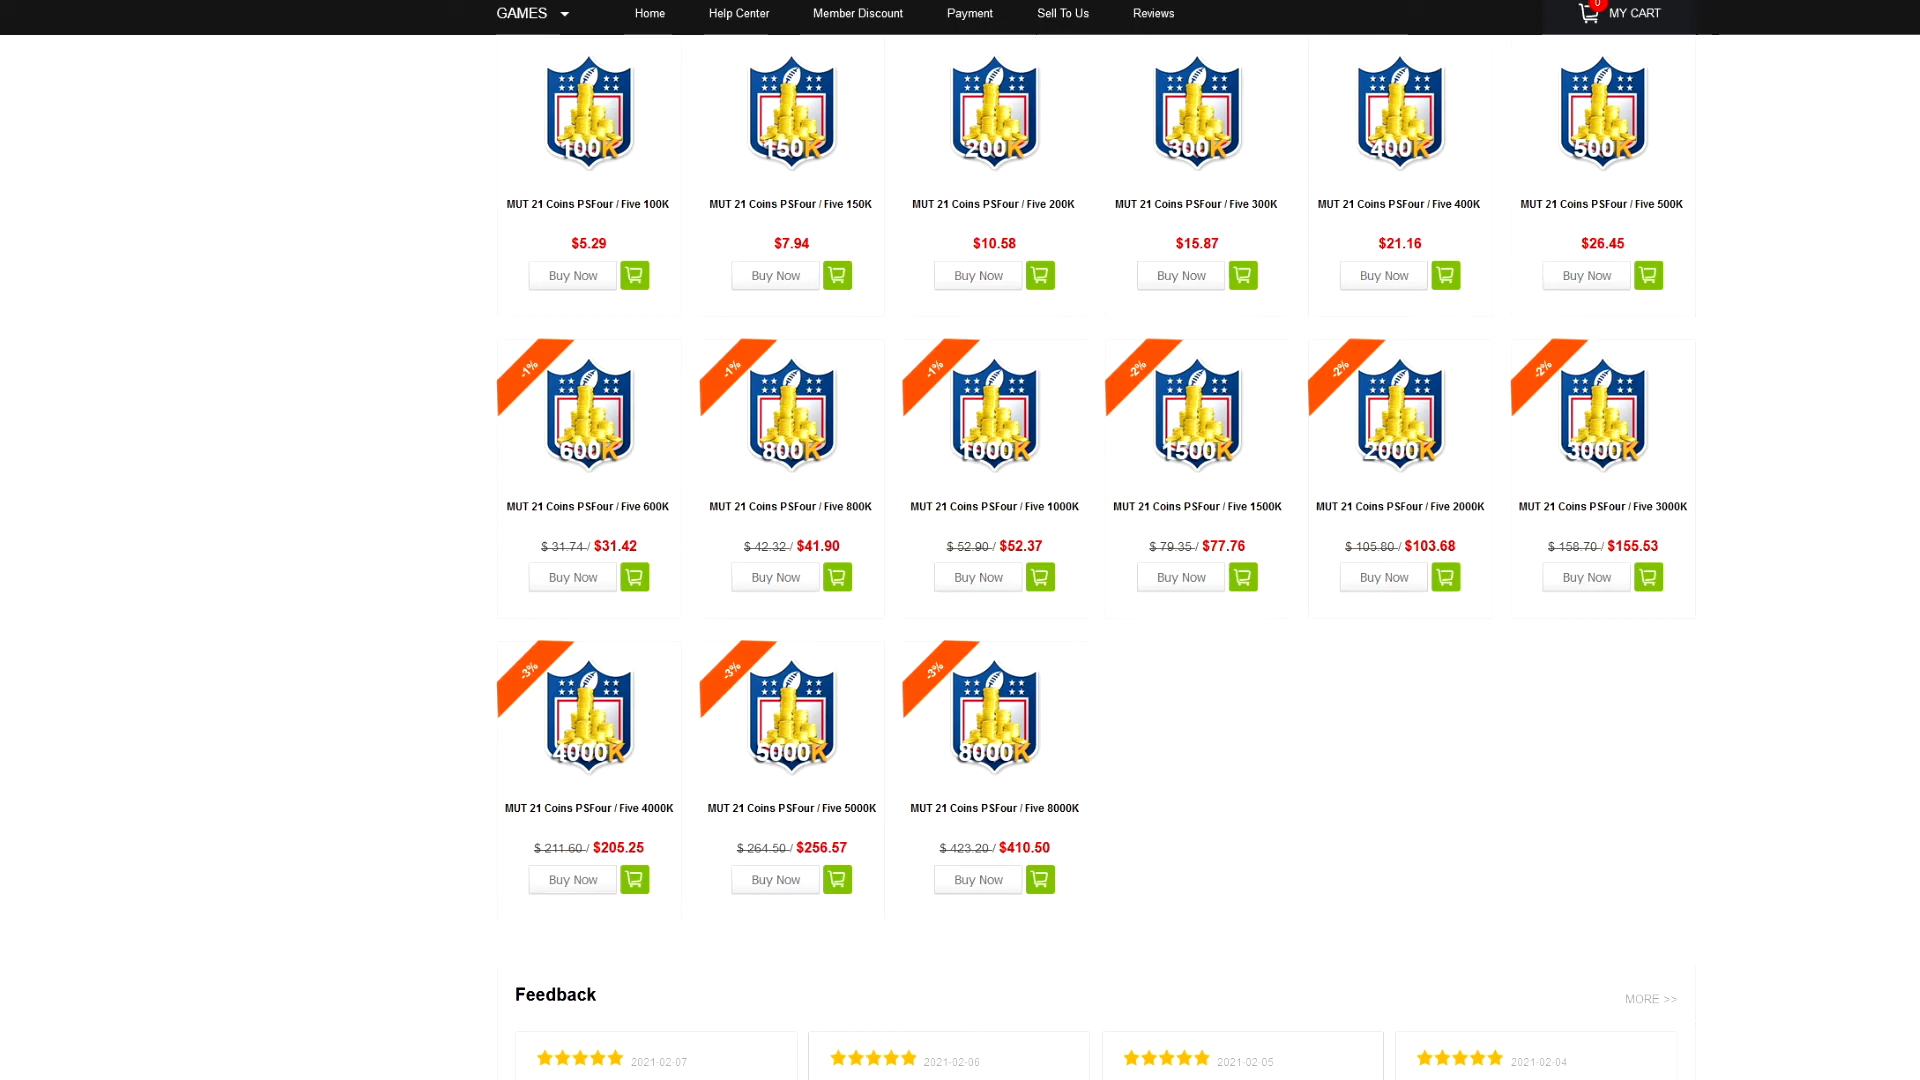 GAMES Home Help Center Member Discount Payment Sell To Us Reviews 0 MY CART
100K 150K 200K 300K 400K 500K
MUT 21 Coins PSFour / Five 100K MUT 21 Coins PSFour / Five 150K MUT 21 Coins PSFour / Five 200K MUT 21 Coins PSFour / Five 300K MUT 21 Coins PSFour / Five 400K MUT 21 Coins PSFour / Five 500K
$5.29 $7.94 $10.58 $15.87 $21.16 $26.45
Buy Now Buy Now Buy Now Buy Now Buy Now Buy Now
-1% -1% -1% -2% -2% -2%
600K 800K 1000K 1500K 2000K 3000K
MUT 21 Coins PSFour / Five 600K MUT 21 Coins PSFour / Five 800K MUT 21 Coins PSFour / Five 1000K MUT 21 Coins PSFour / Five 1500K MUT 21 Coins PSFour / Five 2000K MUT 21 Coins PSFour / Five 3000K
$ 31.74 / $31.42 $ 42.32 / $41.90 $ 52.90 / $52.37 $ 79.35 / $77.76 $ 105.80 / $103.68 $ 158.70 / $155.53
Buy Now Buy Now Buy Now Buy Now Buy Now Buy Now
-3% -3% -3%
4000K 5000K 8000K
MUT 21 Coins PSFour / Five 4000K MUT 21 Coins PSFour / Five 5000K MUT 21 Coins PSFour / Five 8000K
$ 211.60 / $205.25 $ 264.50 / $256.57 $ 423.20 / $410.50
Buy Now Buy Now Buy Now
Feedback MORE >>
2021-02-07 2021-02-06 2021-02-05 2021-02-04